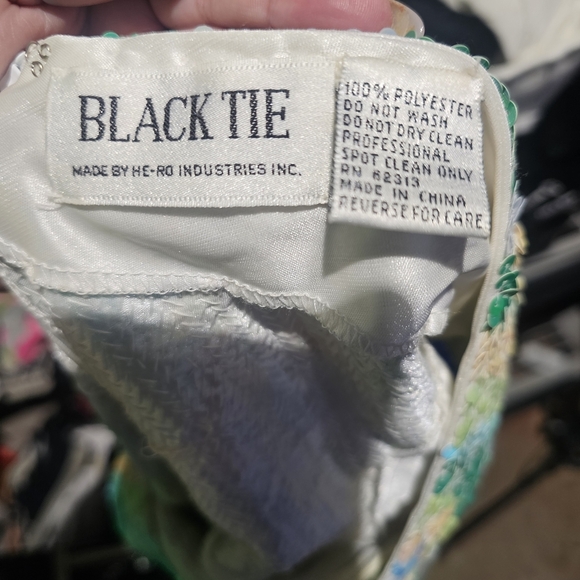 BLACK TIE
MADE BY HE-RO INDUSTRIES INC.
100% POLYESTER
DO NOT WASH
DO NOT DRY CLEAN
PROFESSIONAL
SPOT CLEAN ONLY
RN 62313
MADE IN CHINA
REVERSE FOR CARE